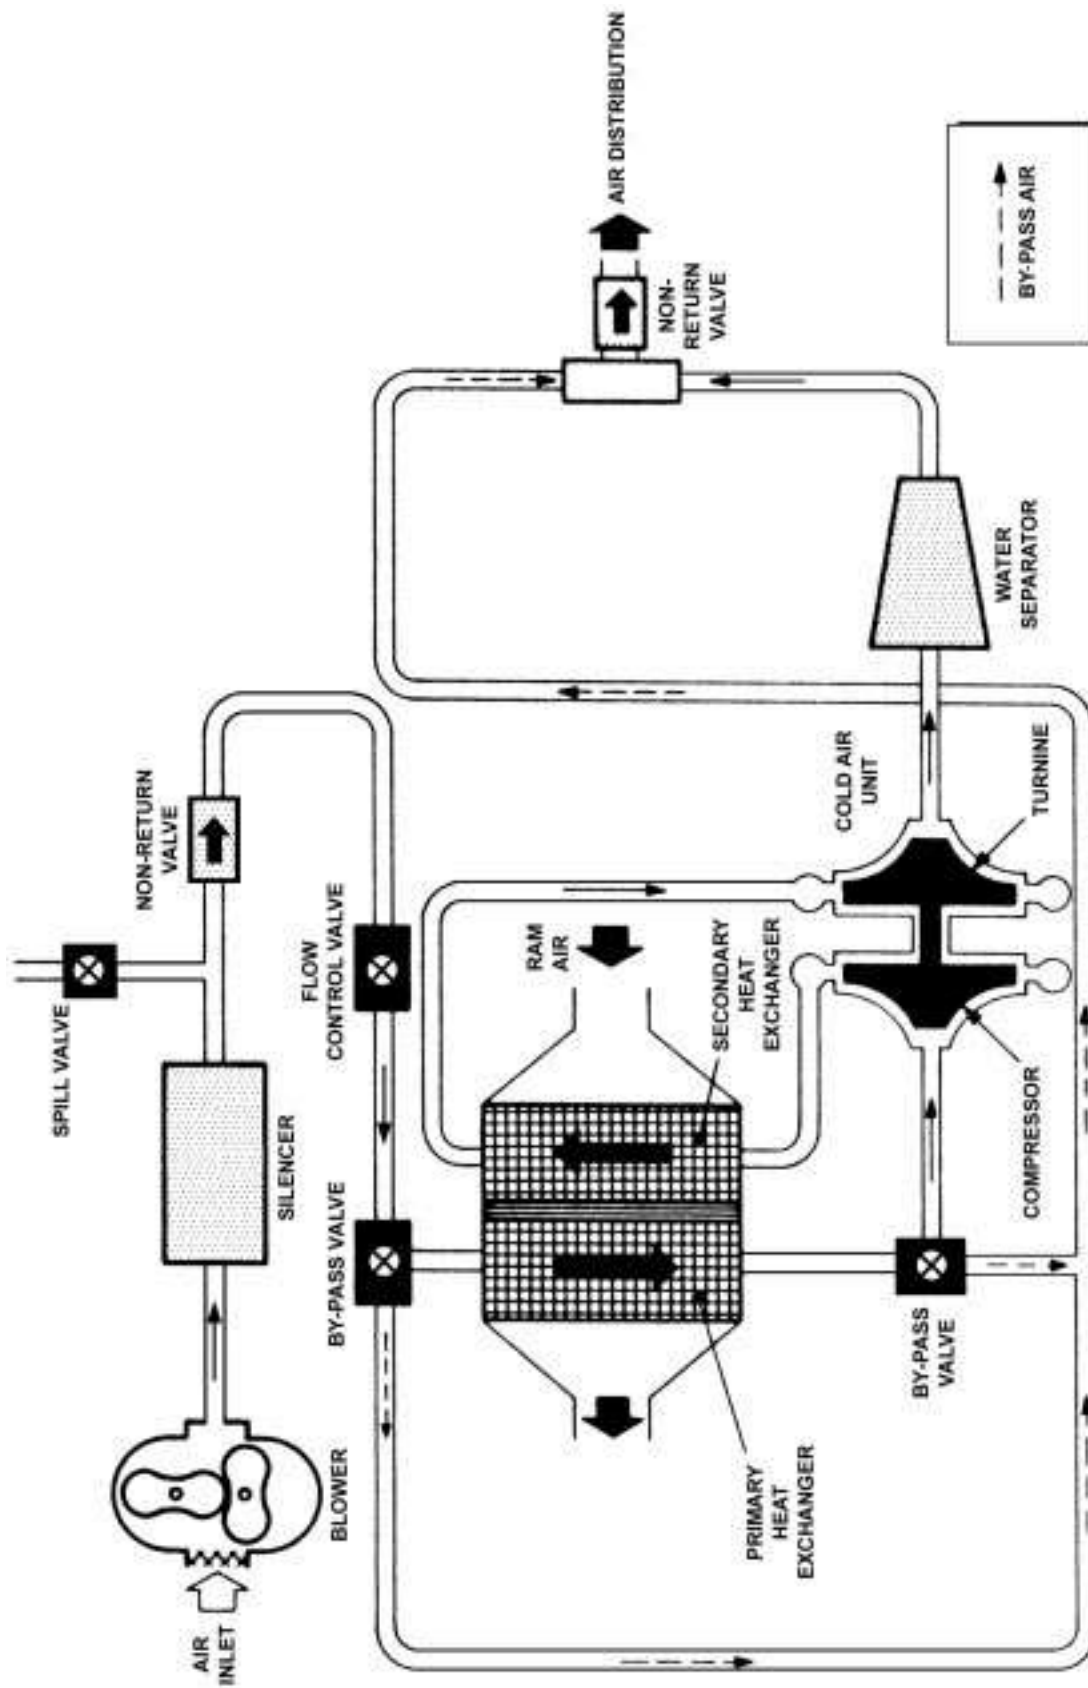 SPILL VALVE
NON-RETURN
VALVE
AIR
INLET
BLOWER
SILENCER
BY-PASS VALVE
FLOW
CONTROL VALVE
RAM
AIR
AIR DISTRIBUTION
NON-
RETURN
VALVE
PRIMARY
HEAT
EXCHANGER
SECONDARY
HEAT
EXCHANGER
COLD AIR
UNIT
BY-PASS
VALVE
COMPRESSOR
TURNINE
WATER
SEPARATOR
BY-PASS AIR